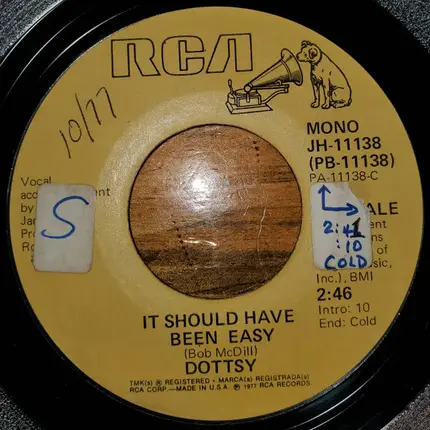 RCA
10/77
MONO
JH-11138
(PB-11138)
PA-11138-C
Vocal
by
S
ALE
2:41
:10
COLD
Inc.), BMI
2:46
Intro: 10
End: Cold
IT SHOULD HAVE
BEEN EASY
(Bob McDill)
DOTTSY
TMK(s) ® REGISTERED • MARCA(s) REGISTRADA(s)
RCA CORP.—MADE IN U.S.A. ℗ 1977 RCA RECORDS